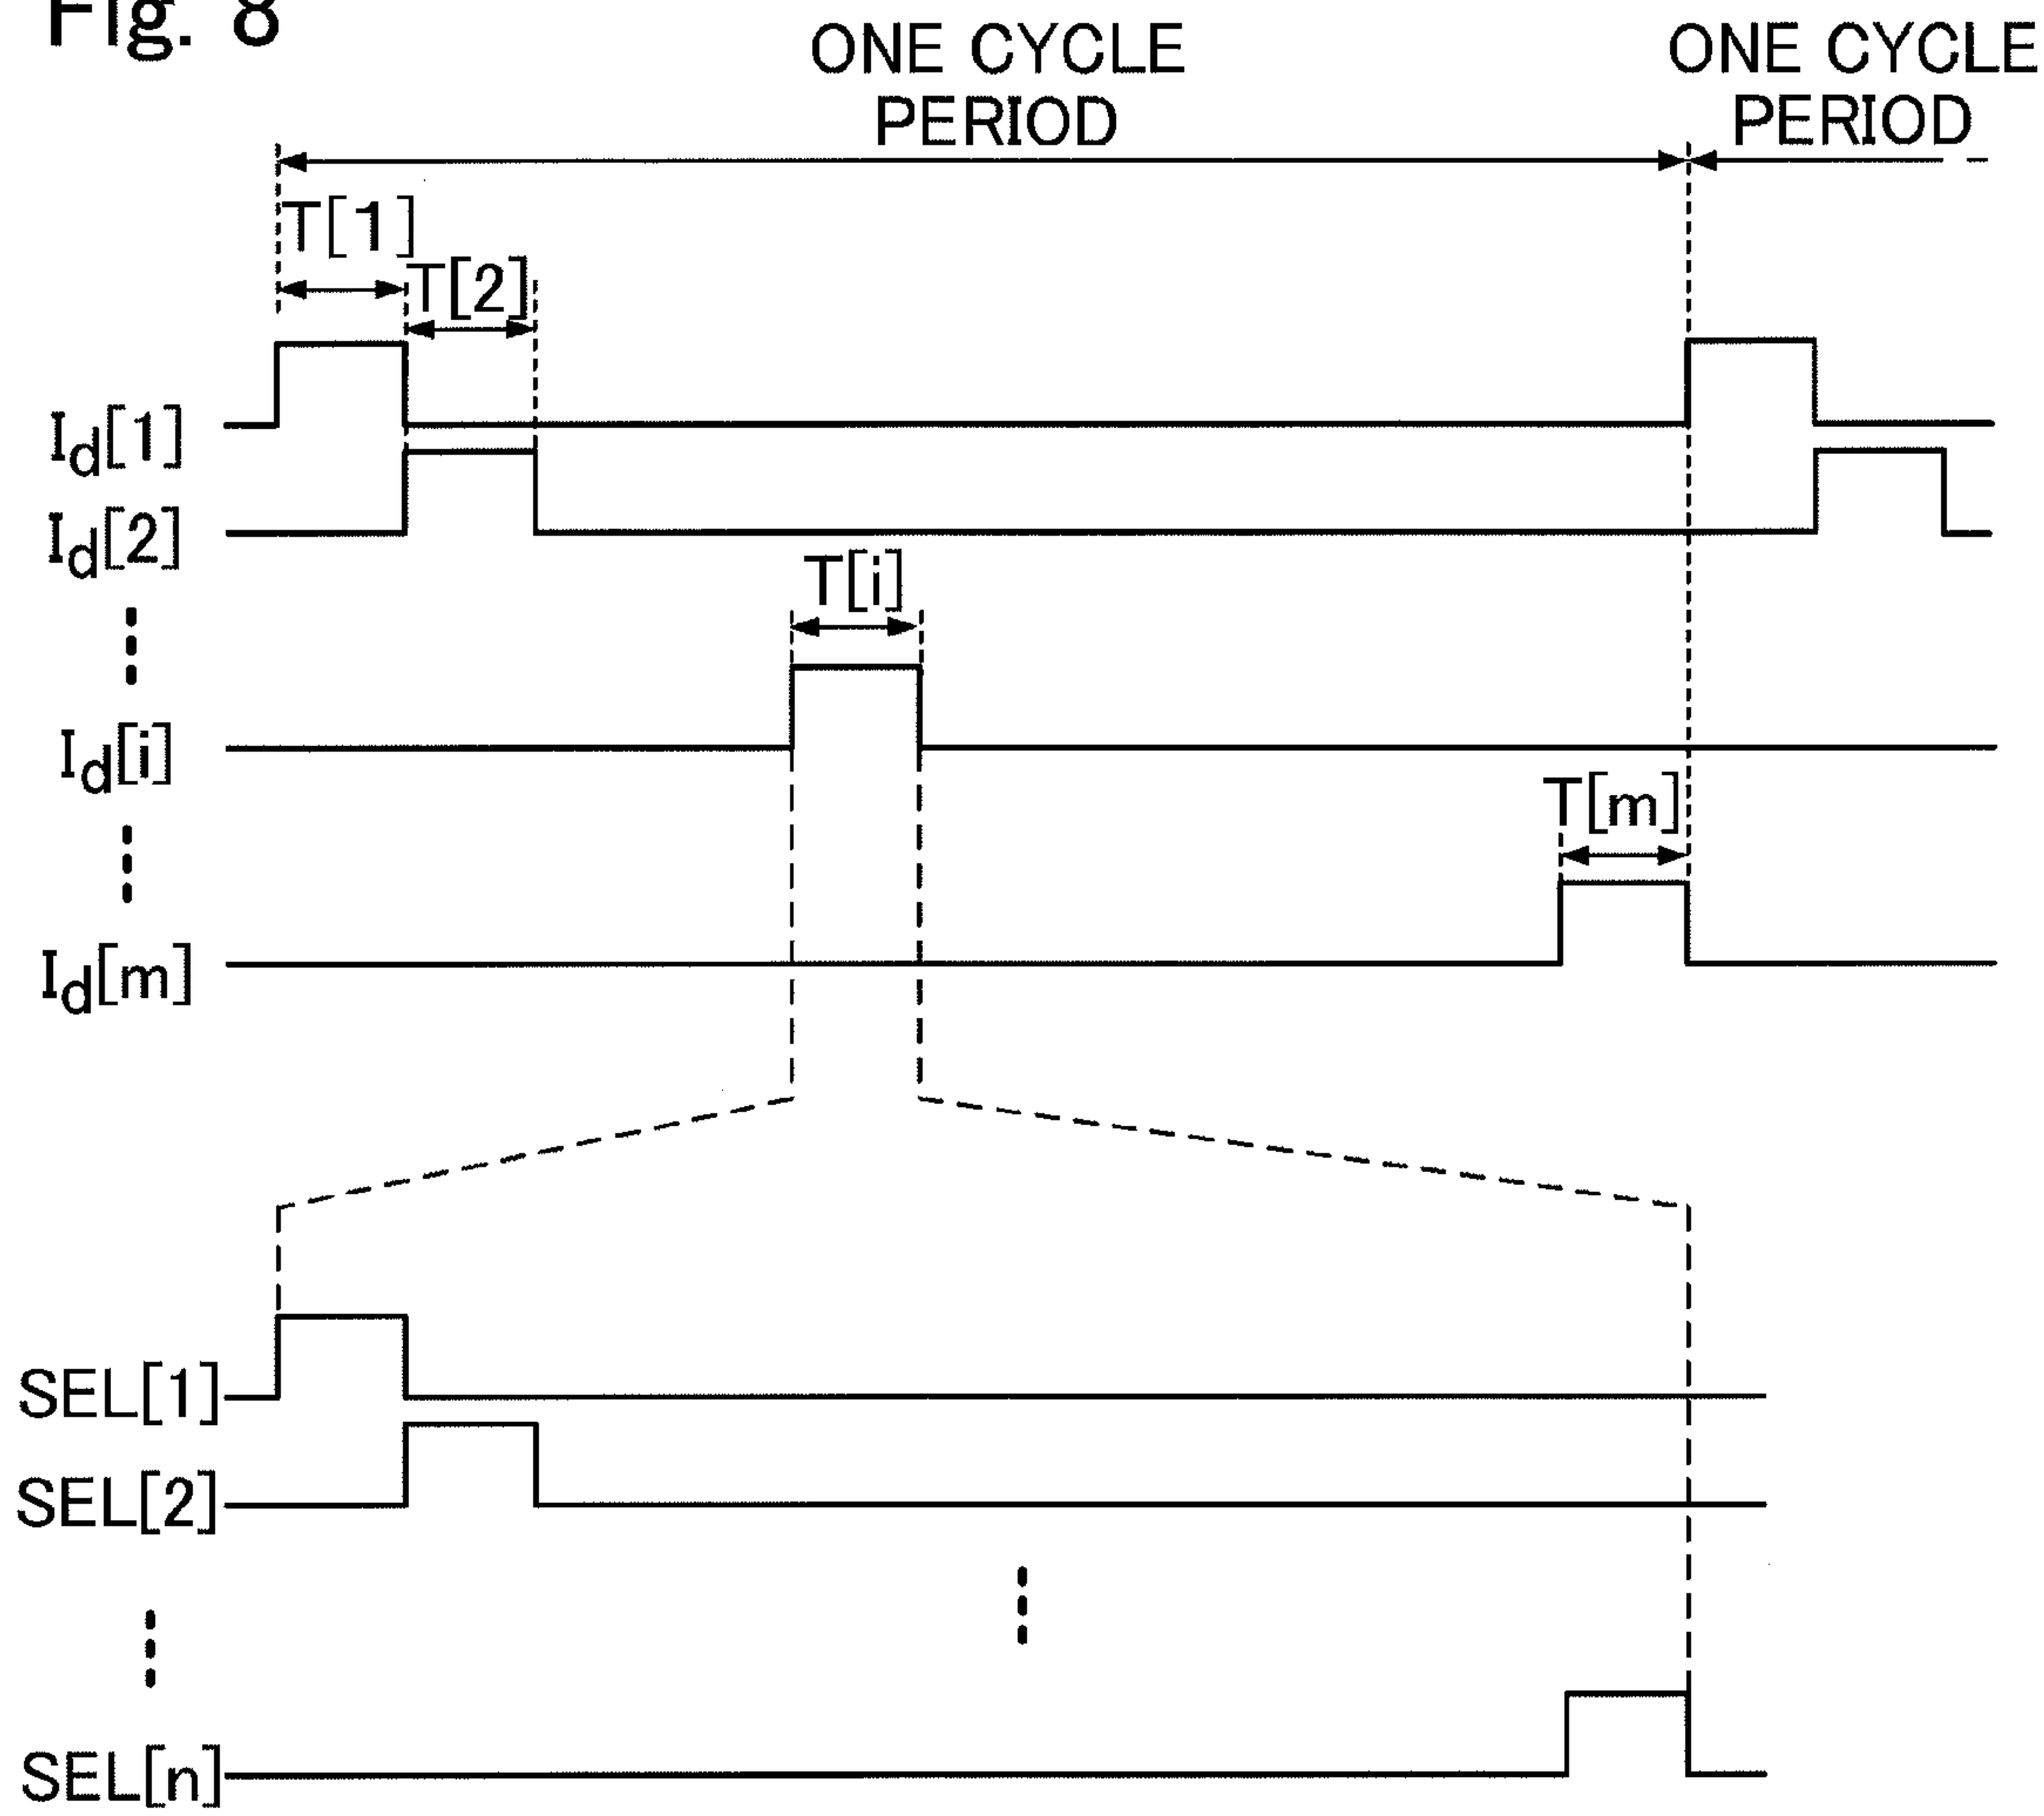 Fig. 8
ONE CYCLE PERIOD
ONE CYCLE PERIOD
T[1]
T[2]
Id[1]
Id[2]
T[i]
Id[i]
T[m]
Id[m]
SEL[1]
SEL[2]
SEL[n]